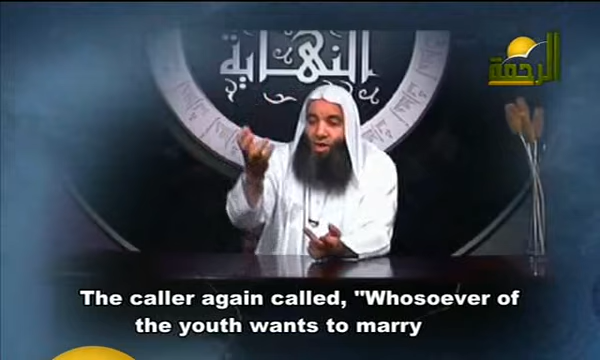 النهاية
الرحمة
The caller again called, "Whosoever of
the youth wants to marry